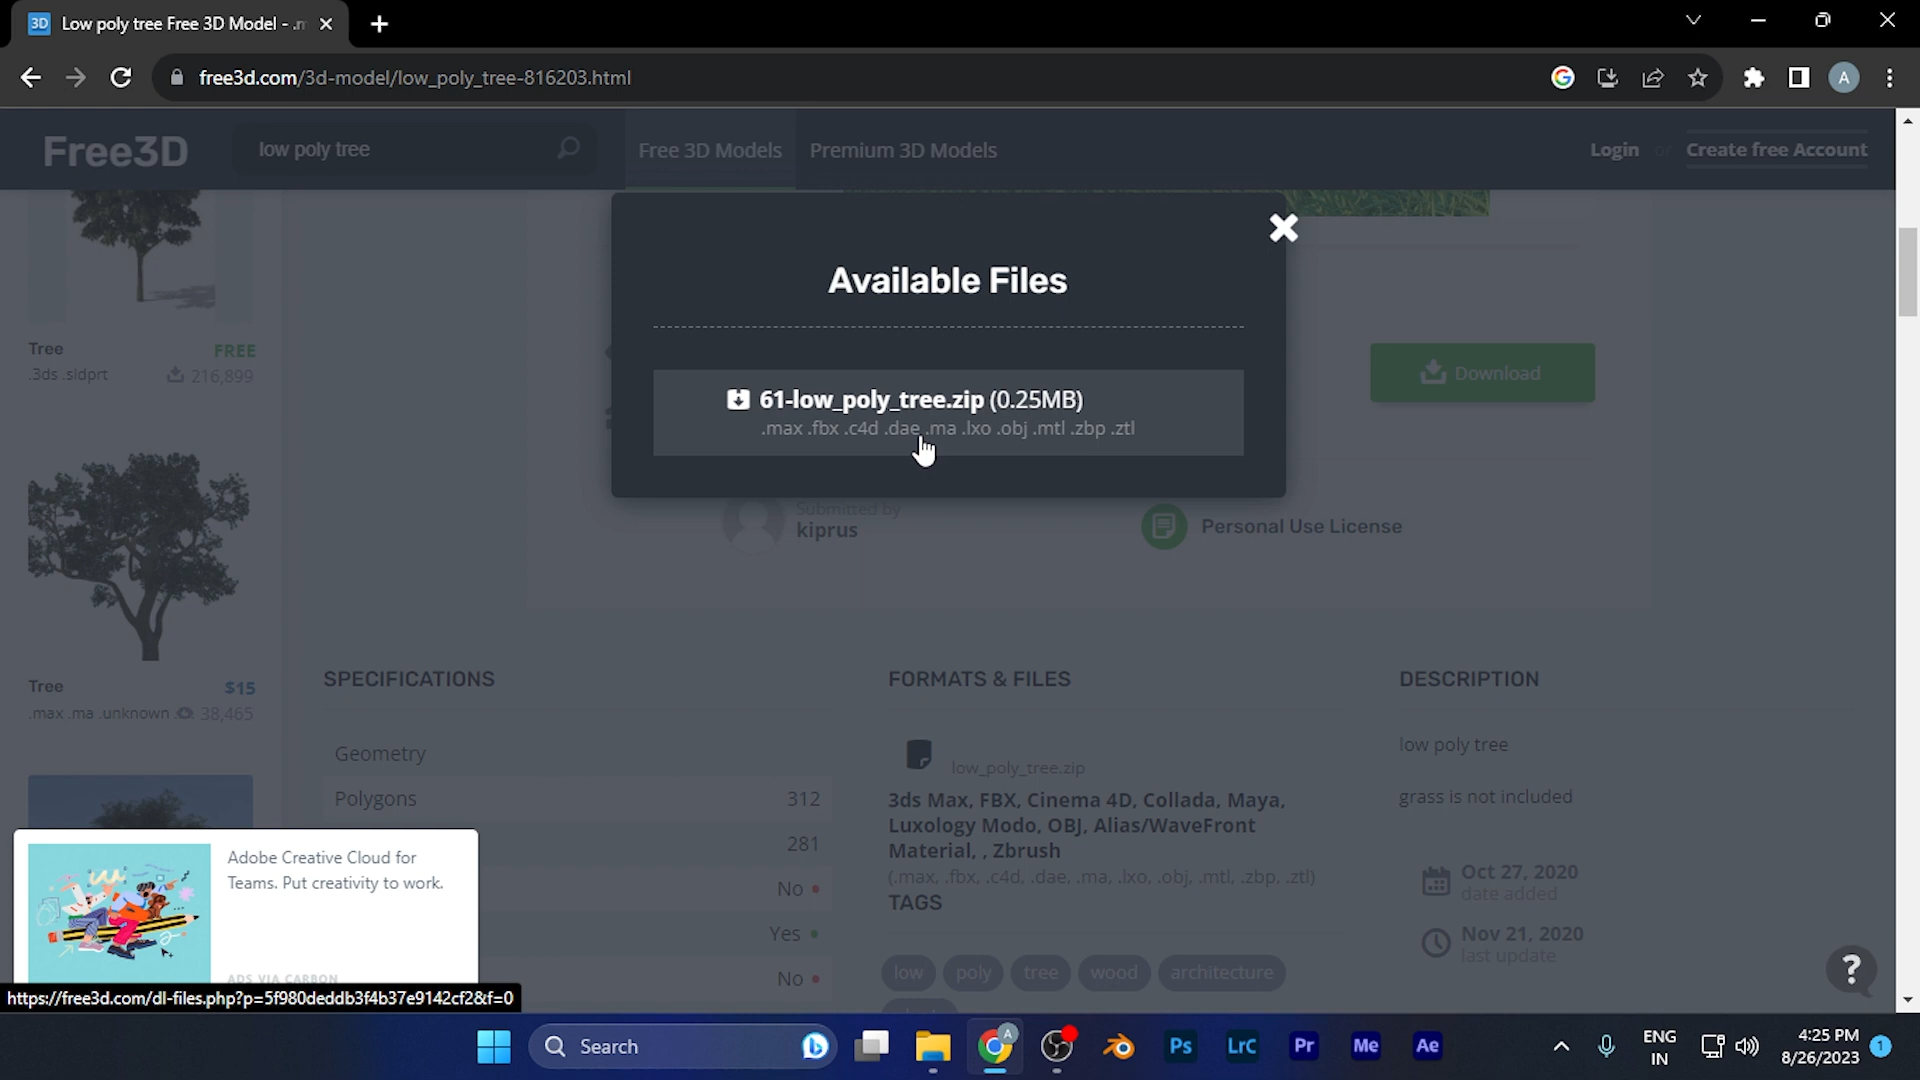 3D Low poly tree Free 3D Model - .m
free3d.com/3d-model/low_poly_tree-816203.html
A
Free3D
low poly tree
Free 3D Models
Premium 3D Models
Login or Create free Account
Available Files
61-low_poly_tree.zip (0.25MB)
.max .fbx .c4d .dae .ma .lxo .obj .mtl .zbp .ztl
Download
Submitted by
kiprus
Personal Use License
Tree FREE
.3ds .sldprt 216,899
Tree $15
.max .ma .unknown 38,465
SPECIFICATIONS
Geometry
Polygons 312
281
No
Yes
No
FORMATS & FILES
low_poly_tree.zip
3ds Max, FBX, Cinema 4D, Collada, Maya,
Luxology Modo, OBJ, Alias/WaveFront
Material, , Zbrush
(.max, .fbx, .c4d, .dae, .ma, .lxo, .obj, .mtl, .zbp, .ztl)
TAGS
low poly tree wood architecture
DESCRIPTION
low poly tree
grass is not included
Oct 27, 2020
date added
Nov 21, 2020
last update
?
Adobe Creative Cloud for
Teams. Put creativity to work.
ADS VIA CARBON
https://free3d.com/dl-files.php?p=5f980deddb3f4b37e9142cf2&f=0
Search
A
Ps
LrC
Pr
Me
Ae
ENG
IN
4:25 PM
8/26/2023
1